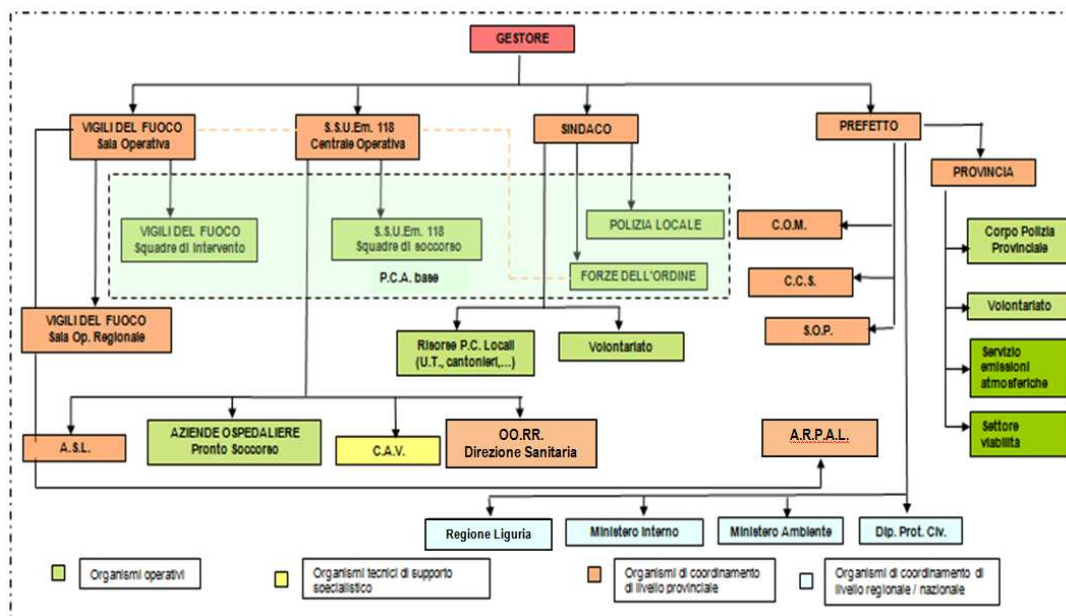 GESTORE
VIGILI DEL FUOCO
Sala Operativa
S.S.U.Em. 118
Centrale Operativa
SINDACO
PREFETTO
PROVINCIA
VIGILI DEL FUOCO
Squadre di Intervento
S.S.U.Em. 118
Squadre di soccorso
POLIZIA LOCALE
P.C.A. base
FORZE DELL'ORDINE
C.O.M.
C.C.S.
S.O.P.
Corpo Polizia
Provinciale
Volontariato
Servizio
emissioni
atmosferiche
Settore
viabilità
VIGILI DEL FUOCO
Sala Op. Regionale
Risorse P.C. Locali
(U.T., cantonieri,...)
Volontariato
A.S.L.
AZIENDE OSPEDALIERE
Pronto Soccorso
C.A.V.
OO.RR.
Direzione Sanitaria
A.R.P.A.L.
Regione Liguria
Ministero Interno
Ministero Ambiente
Dip. Prot. Civ.
Organismi operativi
Organismi tecnici di supporto
specialistico
Organismi di coordinamento
di livello provinciale
Organismi di coordinamento di
livello regionale / nazionale